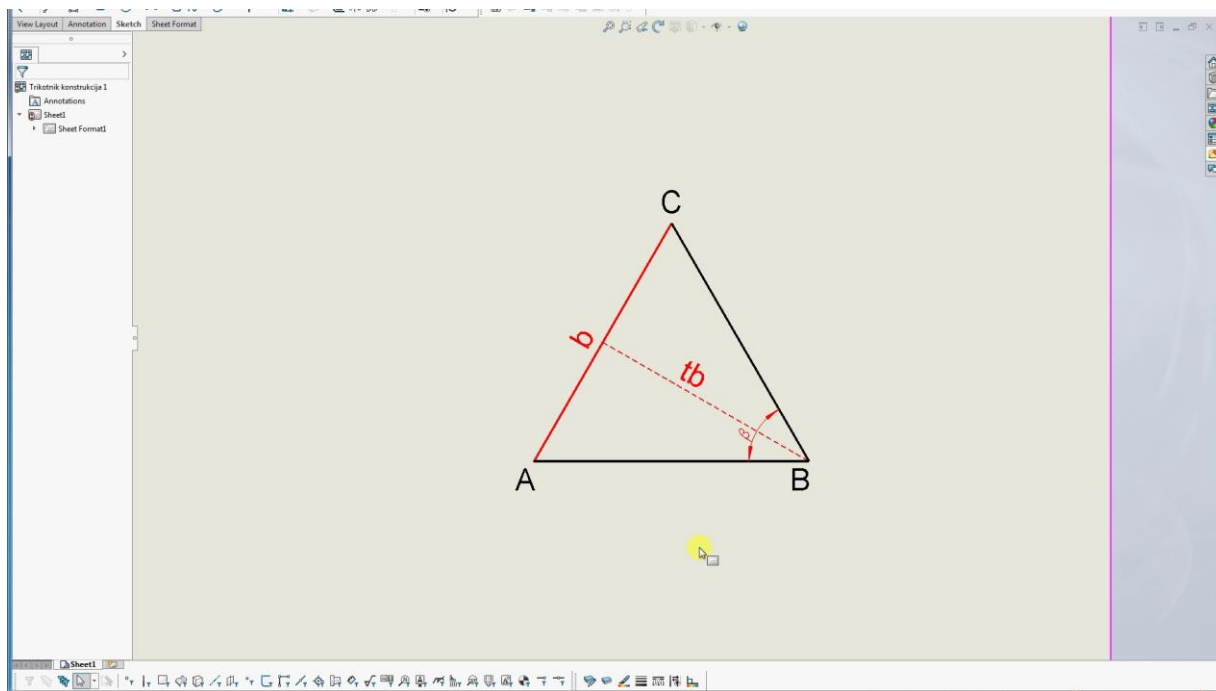 View Layout
Annotation
Sketch
Sheet Format
Trikotnik konstrukcija 1
Annotations
Sheet1
Sheet Format1
C
b
tb
β
A
B
Sheet1